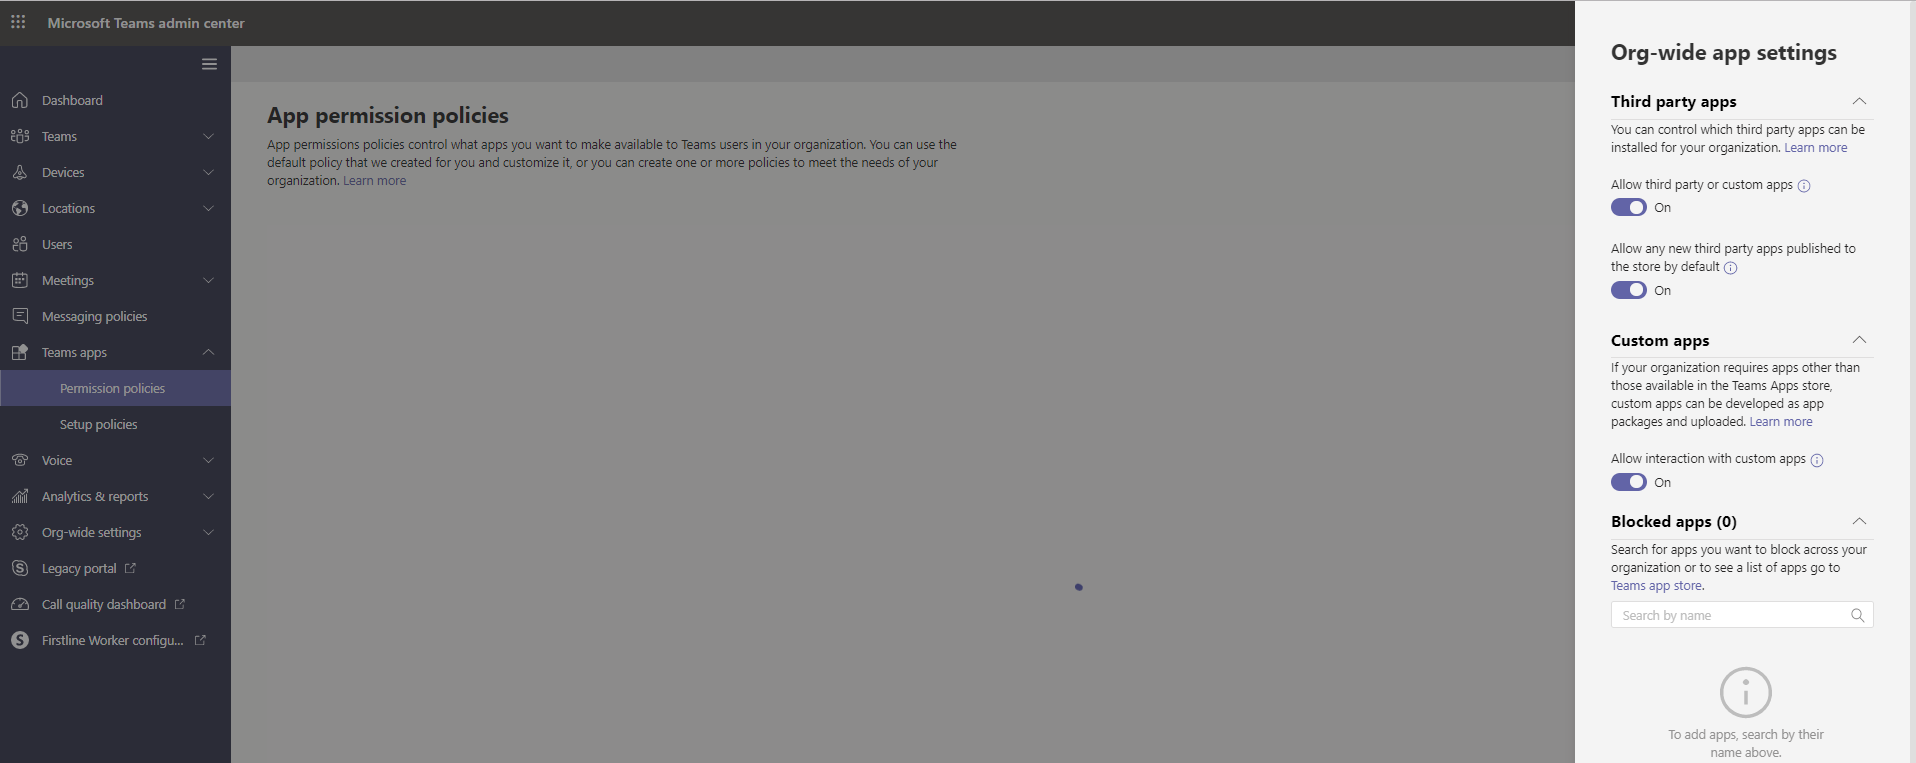 Microsoft Teams admin center
Dashboard
Teams
Devices
Locations
Users
Meetings
Messaging policies
Teams apps
Permission policies
Setup policies
Voice
Analytics & reports
Org-wide settings
Legacy portal
Call quality dashboard
Firstline Worker configu...
App permission policies
App permissions policies control what apps you want to make available to Teams users in your organization. You can use the
default policy that we created for you and customize it, or you can create one or more policies to meet the needs of your
organization. Learn more
Org-wide app settings
Third party apps
You can control which third party apps can be
installed for your organization. Learn more
Allow third party or custom apps
On
Allow any new third party apps published to
the store by default
On
Custom apps
If your organization requires apps other than
those available in the Teams Apps store,
custom apps can be developed as app
packages and uploaded. Learn more
Allow interaction with custom apps
On
Blocked apps (0)
Search for apps you want to block across your
organization or to see a list of apps go to
Teams app store.
Search by name
To add apps, search by their
name above.